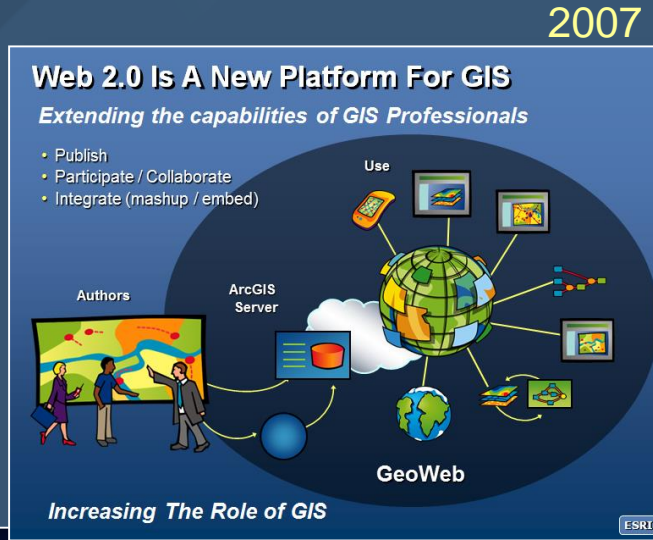 2007
Web 2.0 Is A New Platform For GIS
Extending the capabilities of GIS Professionals
• Publish
• Participate / Collaborate
• Integrate (mashup / embed)
Use
Authors
ArcGIS
Server
GeoWeb
Increasing The Role of GIS
ESRI